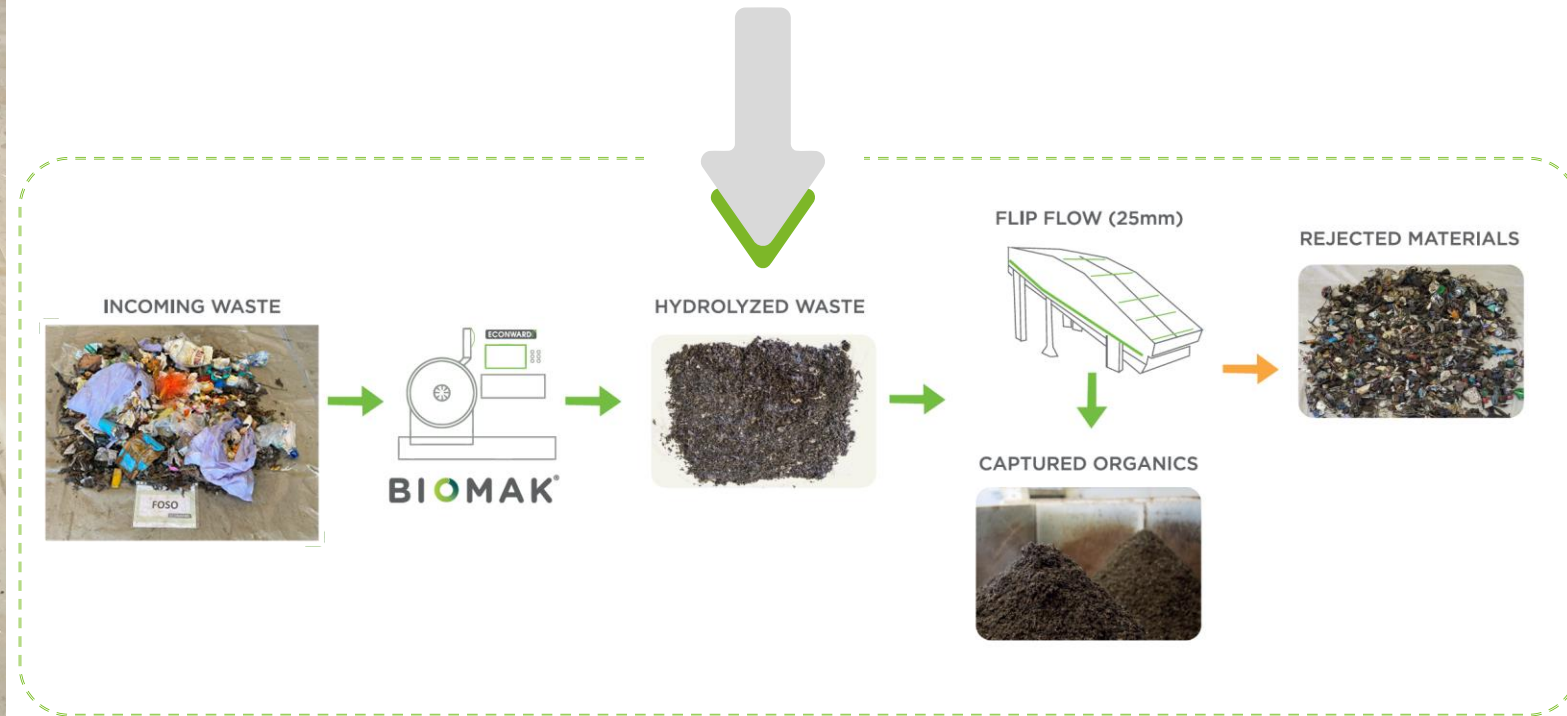 FLIP FLOW (25mm)
REJECTED MATERIALS
INCOMING WASTE
HYDROLYZED WASTE
ECONWARD
BIOMAK®
CAPTURED ORGANICS
FOSO